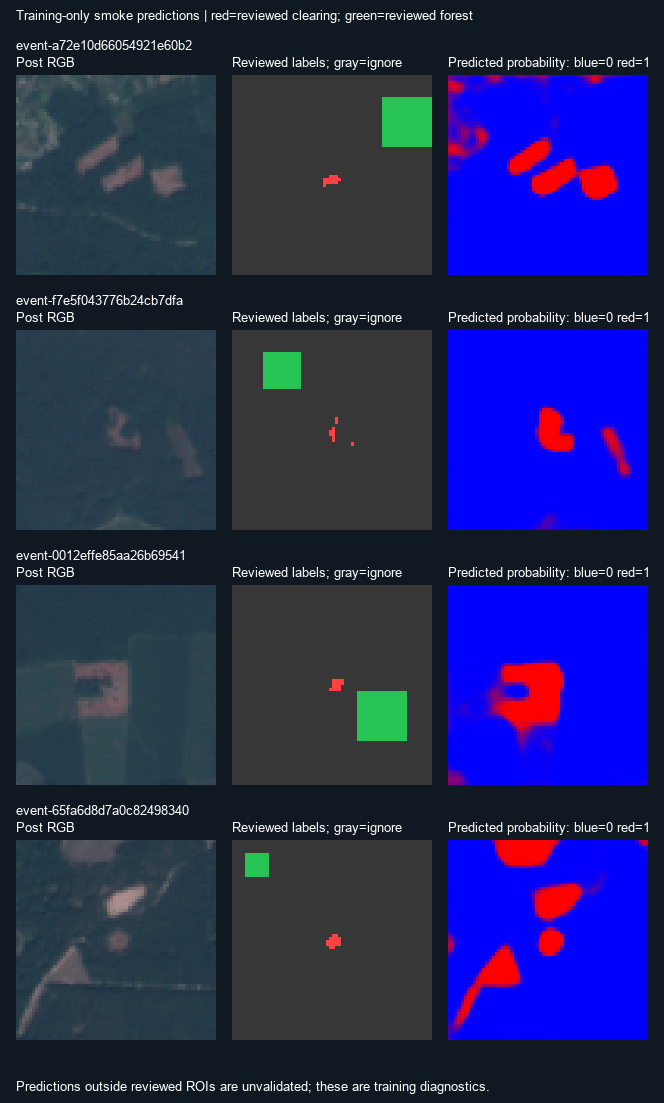 Training-only smoke predictions | red=reviewed clearing; green=reviewed forest
event-a72e10d66054921e60b2
Post RGB
Reviewed labels; gray=ignore
Predicted probability: blue=0 red=1
event-f7e5f043776b24cb7dfa
Post RGB
Reviewed labels; gray=ignore
Predicted probability: blue=0 red=1
event-0012effe85aa26b69541
Post RGB
Reviewed labels; gray=ignore
Predicted probability: blue=0 red=1
event-65fa6d8d7a0c82498340
Post RGB
Reviewed labels; gray=ignore
Predicted probability: blue=0 red=1
Predictions outside reviewed ROIs are unvalidated; these are training diagnostics.